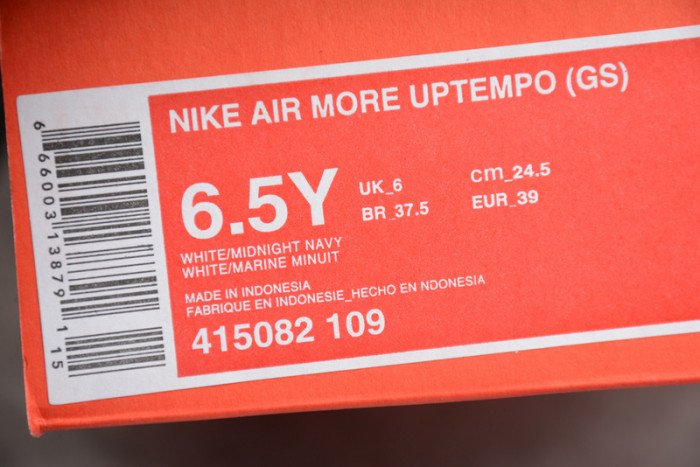 NIKE AIR MORE UPTEMPO (GS)
6.5Y
UK_6
cm_24.5
BR_37.5
EUR_39
WHITE/MIDNIGHT NAVY
WHITE/MARINE MINUIT
MADE IN INDONESIA
FABRIQUE EN INDONESIE_HECHO EN NDONESIA
415082 109
6 66003 13879 1 15